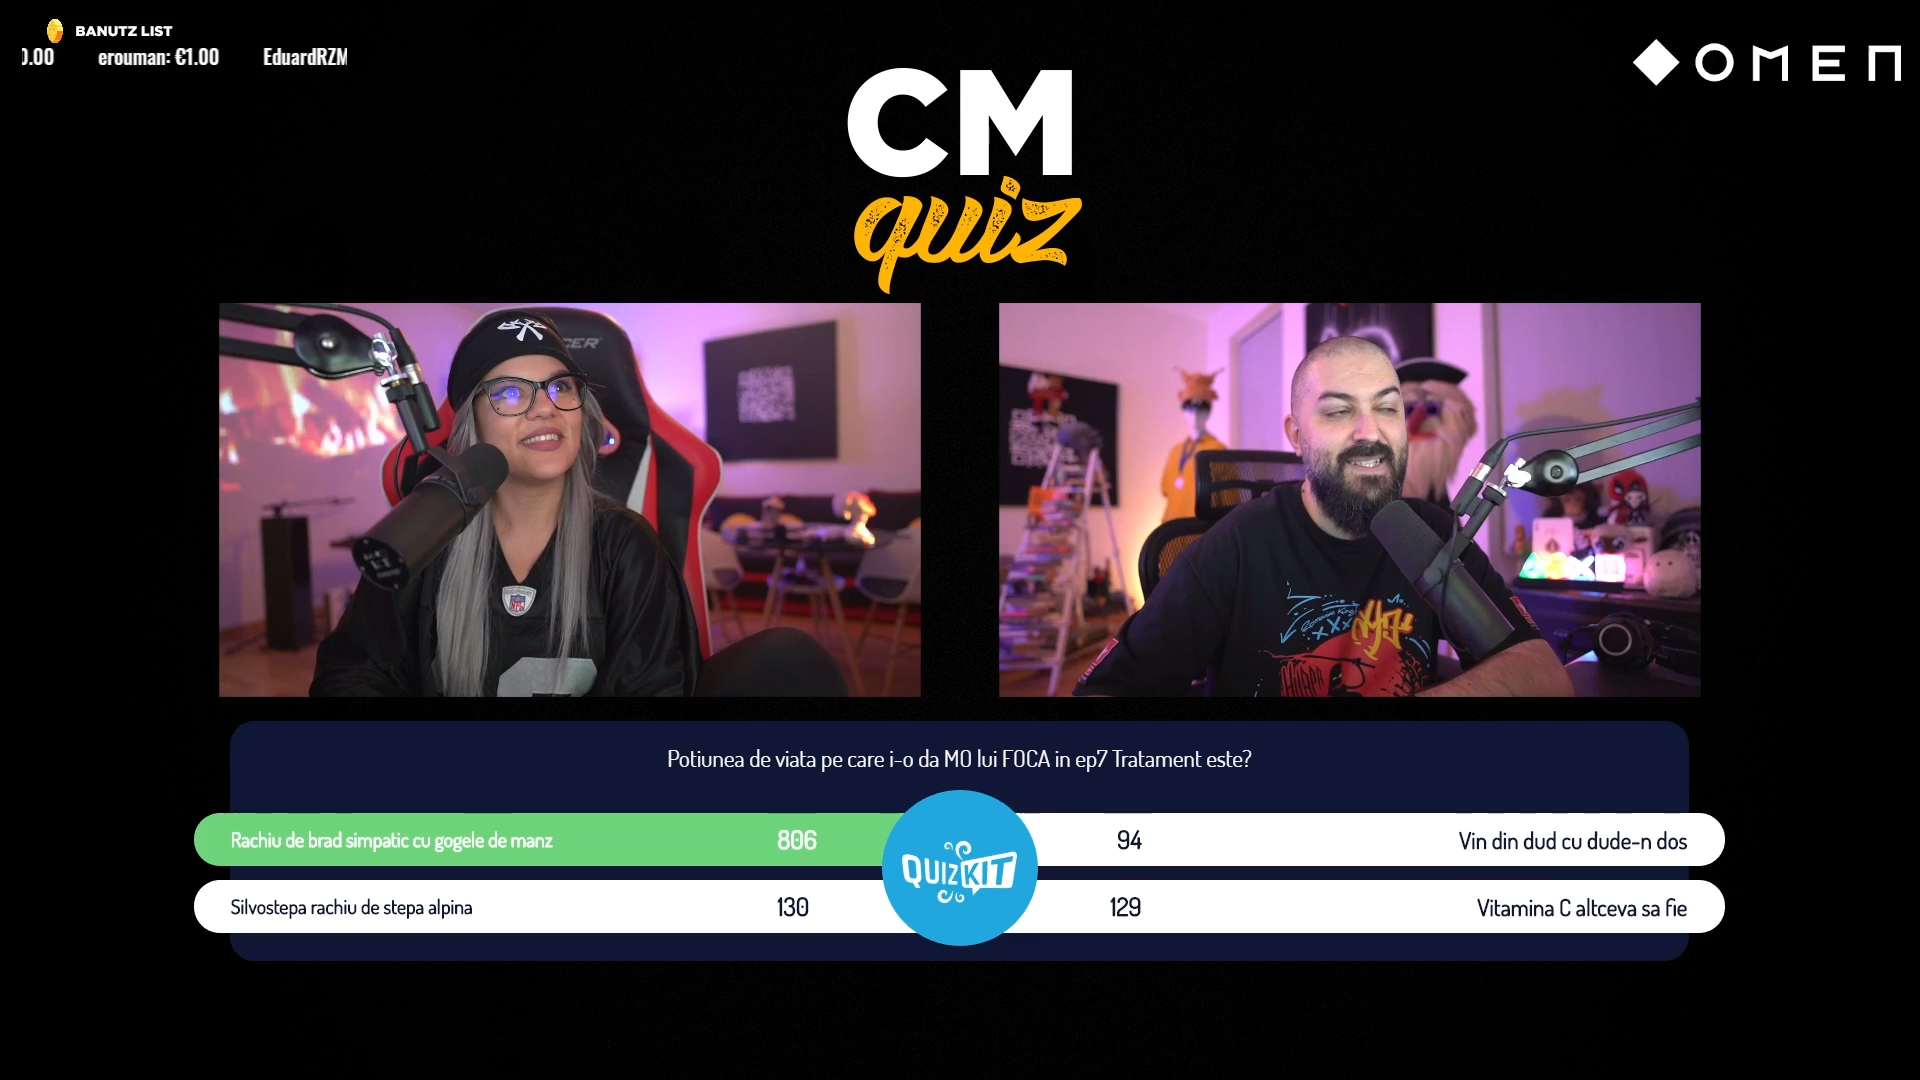 BANUTZ LIST
0.00 erouman: €1.00 EduardRZM
OMEN
CM
quiz
Potiunea de viata pe care i-o da MO lui FOCA in ep7 Tratament este?
Rachiu de brad simpatic cu gogele de manz 806
94 Vin din dud cu dude-n dos
QUIZKIT
Silvostepa rachiu de stepa alpina 130
129 Vitamina C altceva sa fie